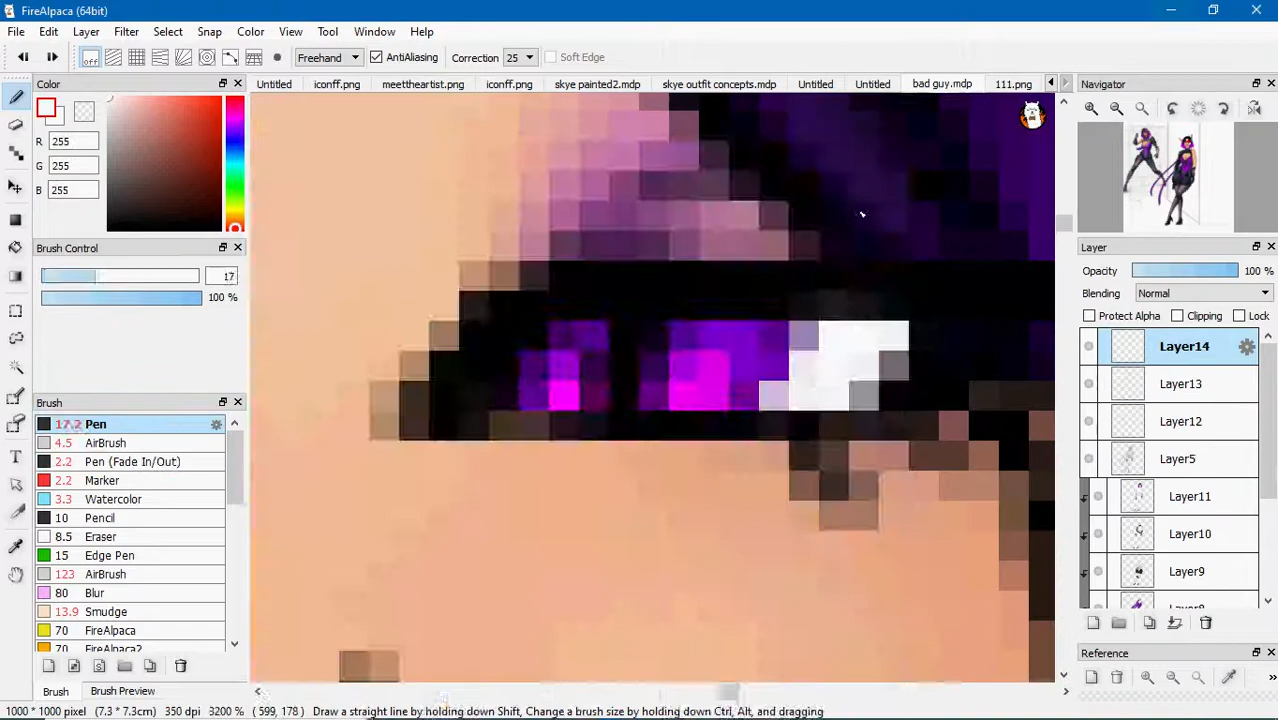 FireAlpaca (64bit)
File Edit Layer Filter Select Snap Color View Tool Window Help
off Freehand AntiAliasing Correction 25 Soft Edge
Color Untitled iconff.png meettheartist.png iconff.png skye painted2.mdp skye outfit concepts.mdp Untitled Untitled bad guy.mdp 111.png Navigator
R 255
G 255
B 255
Brush Control
17
100 %
Layer
Opacity 100 %
Blending Normal
Protect Alpha Clipping Lock
Layer14
Layer13
Layer12
Layer5
Layer11
Layer10
Layer9
Layer8
Brush
17.2 Pen
4.5 AirBrush
2.2 Pen (Fade In/Out)
2.2 Marker
3.3 Watercolor
10 Pencil
8.5 Eraser
15 Edge Pen
123 AirBrush
80 Blur
13.9 Smudge
70 FireAlpaca
70 FireAlpaca2
Reference
Brush Brush Preview
1000 * 1000 pixel (7.3 * 7.3cm) 350 dpi 3200 % ( 599, 178 ) Draw a straight line by holding down Shift, Change a brush size by holding down Ctrl, Alt, and dragging